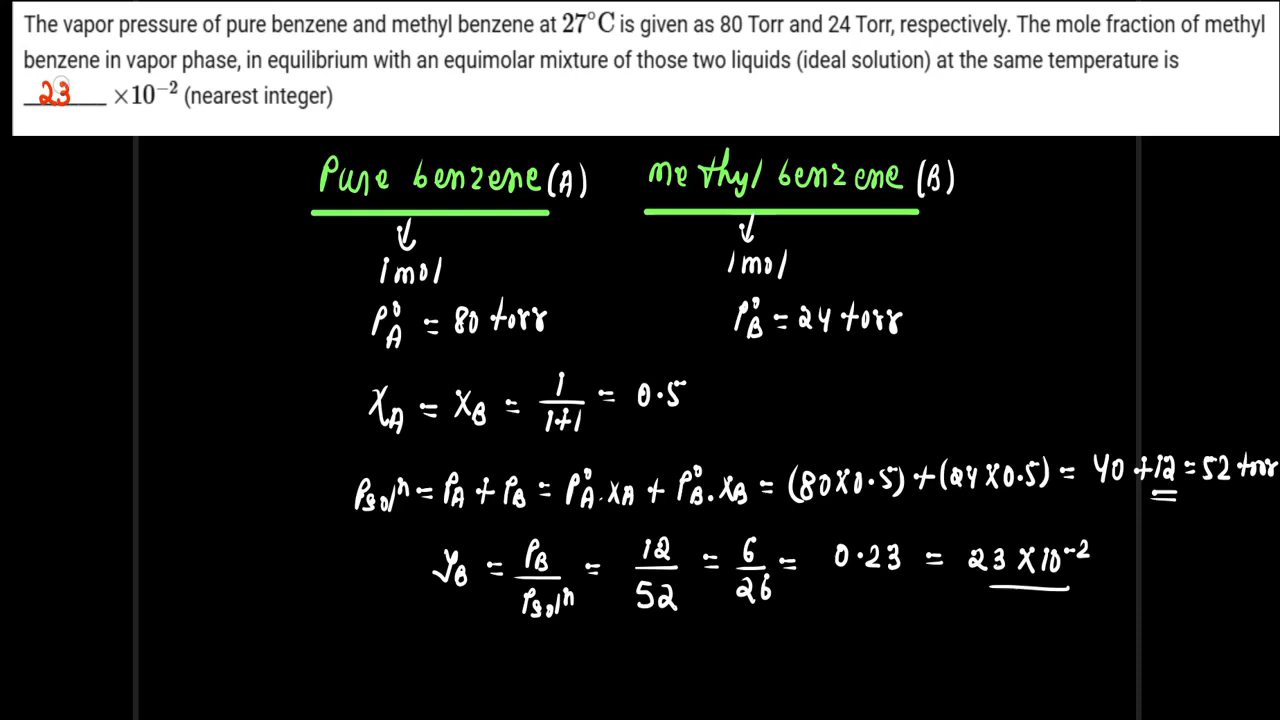 The vapor pressure of pure benzene and methyl benzene at 27°C is given as 80 Torr and 24 Torr, respectively. The mole fraction of methyl
benzene in vapor phase, in equilibrium with an equimolar mixture of those two liquids (ideal solution) at the same temperature is
23 ×10⁻² (nearest integer)
Pure benzene (A) methyl benzene (B)
↓ ↓
1mol 1mol
P°A = 80 torr P°B = 24 torr
XA = XB = 1/(1+1) = 0.5
Psolⁿ = PA + PB = P°A . XA + P°B . XB = (80×0.5) + (24×0.5) = 40 + 12 = 52 torr
YB = PB/Psolⁿ = 12/52 = 6/26 = 0.23 = 23 ×10⁻²